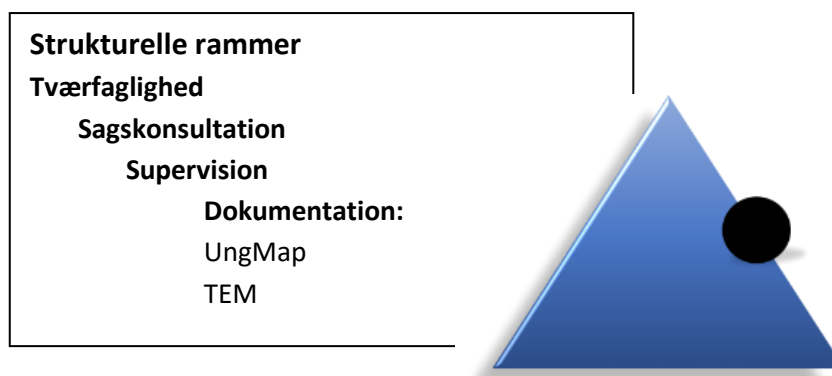 Strukturelle rammer
Tværfaglighed
Sagskonsultation
Supervision
Dokumentation:
UngMap
TEM